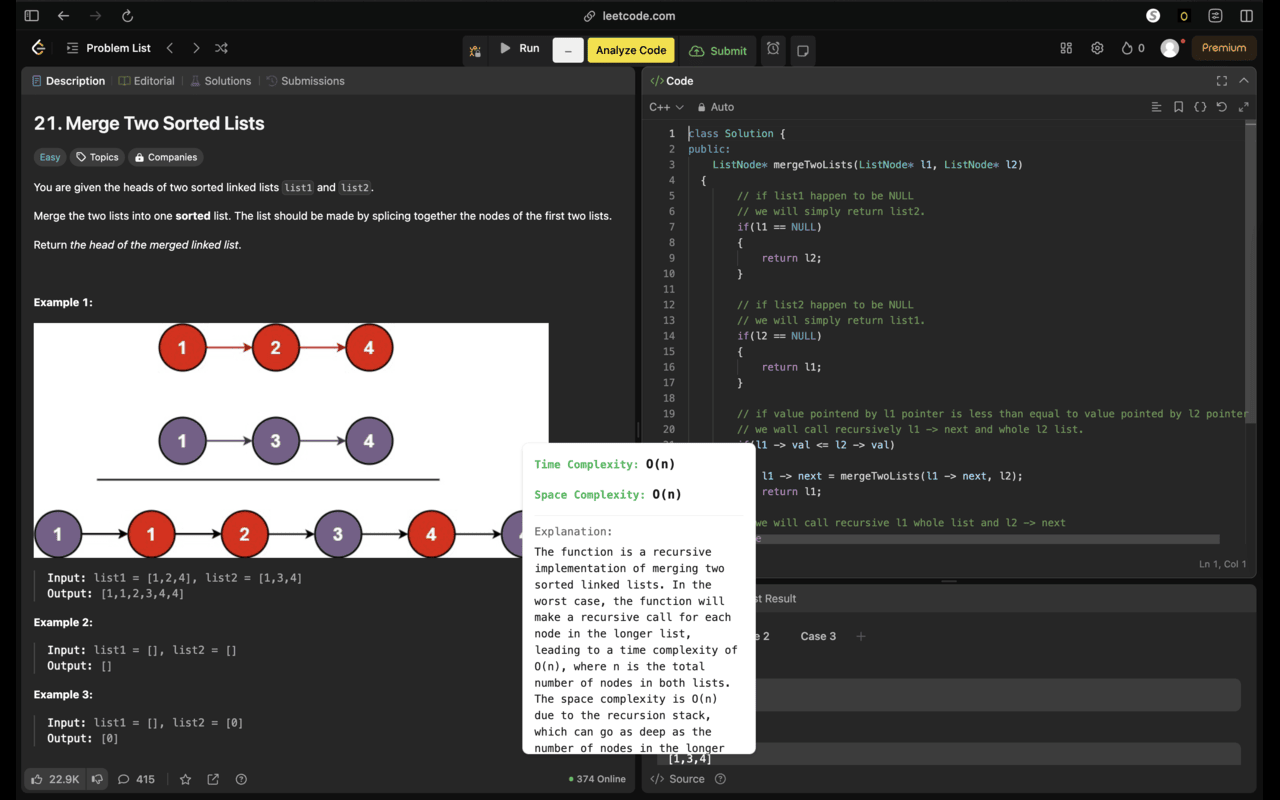 leetcode.com
S
0
Problem List
Run
Analyze Code
Submit
0
Premium
Description
Editorial
Solutions
Submissions
21. Merge Two Sorted Lists
Easy
Topics
Companies
You are given the heads of two sorted linked lists list1 and list2.
Merge the two lists into one sorted list. The list should be made by splicing together the nodes of the first two lists.
Return the head of the merged linked list.
Example 1:
1 2 4
1 3 4
1 1 2 3 4
Input: list1 = [1,2,4], list2 = [1,3,4]
Output: [1,1,2,3,4,4]
Example 2:
Input: list1 = [], list2 = []
Output: []
Example 3:
Input: list1 = [], list2 = [0]
Output: [0]
22.9K
415
374 Online
</> Code
C++
Auto
1 class Solution {
2 public:
3 ListNode* mergeTwoLists(ListNode* l1, ListNode* l2)
4 {
5 // if list1 happen to be NULL
6 // we will simply return list2.
7 if(l1 == NULL)
8 {
9 return l2;
10 }
11
12 // if list2 happen to be NULL
13 // we will simply return list1.
14 if(l2 == NULL)
15 {
16 return l1;
17 }
18
19 // if value pointend by l1 pointer is less than equal to value pointed by l2 pointer
20 // we wall call recursively l1 -> next and whole l2 list.
if(l1 -> val <= l2 -> val)
l1 -> next = mergeTwoLists(l1 -> next, l2);
return l1;
we will call recursive l1 whole list and l2 -> next
Ln 1, Col 1
Time Complexity: O(n)
Space Complexity: O(n)
Explanation:
The function is a recursive
implementation of merging two
sorted linked lists. In the
worst case, the function will
make a recursive call for each
node in the longer list,
leading to a time complexity of
O(n), where n is the total
number of nodes in both lists.
The space complexity is O(n)
due to the recursion stack,
which can go as deep as the
number of nodes in the longer
st Result
e 2
Case 3
[1,3,4]
</> Source